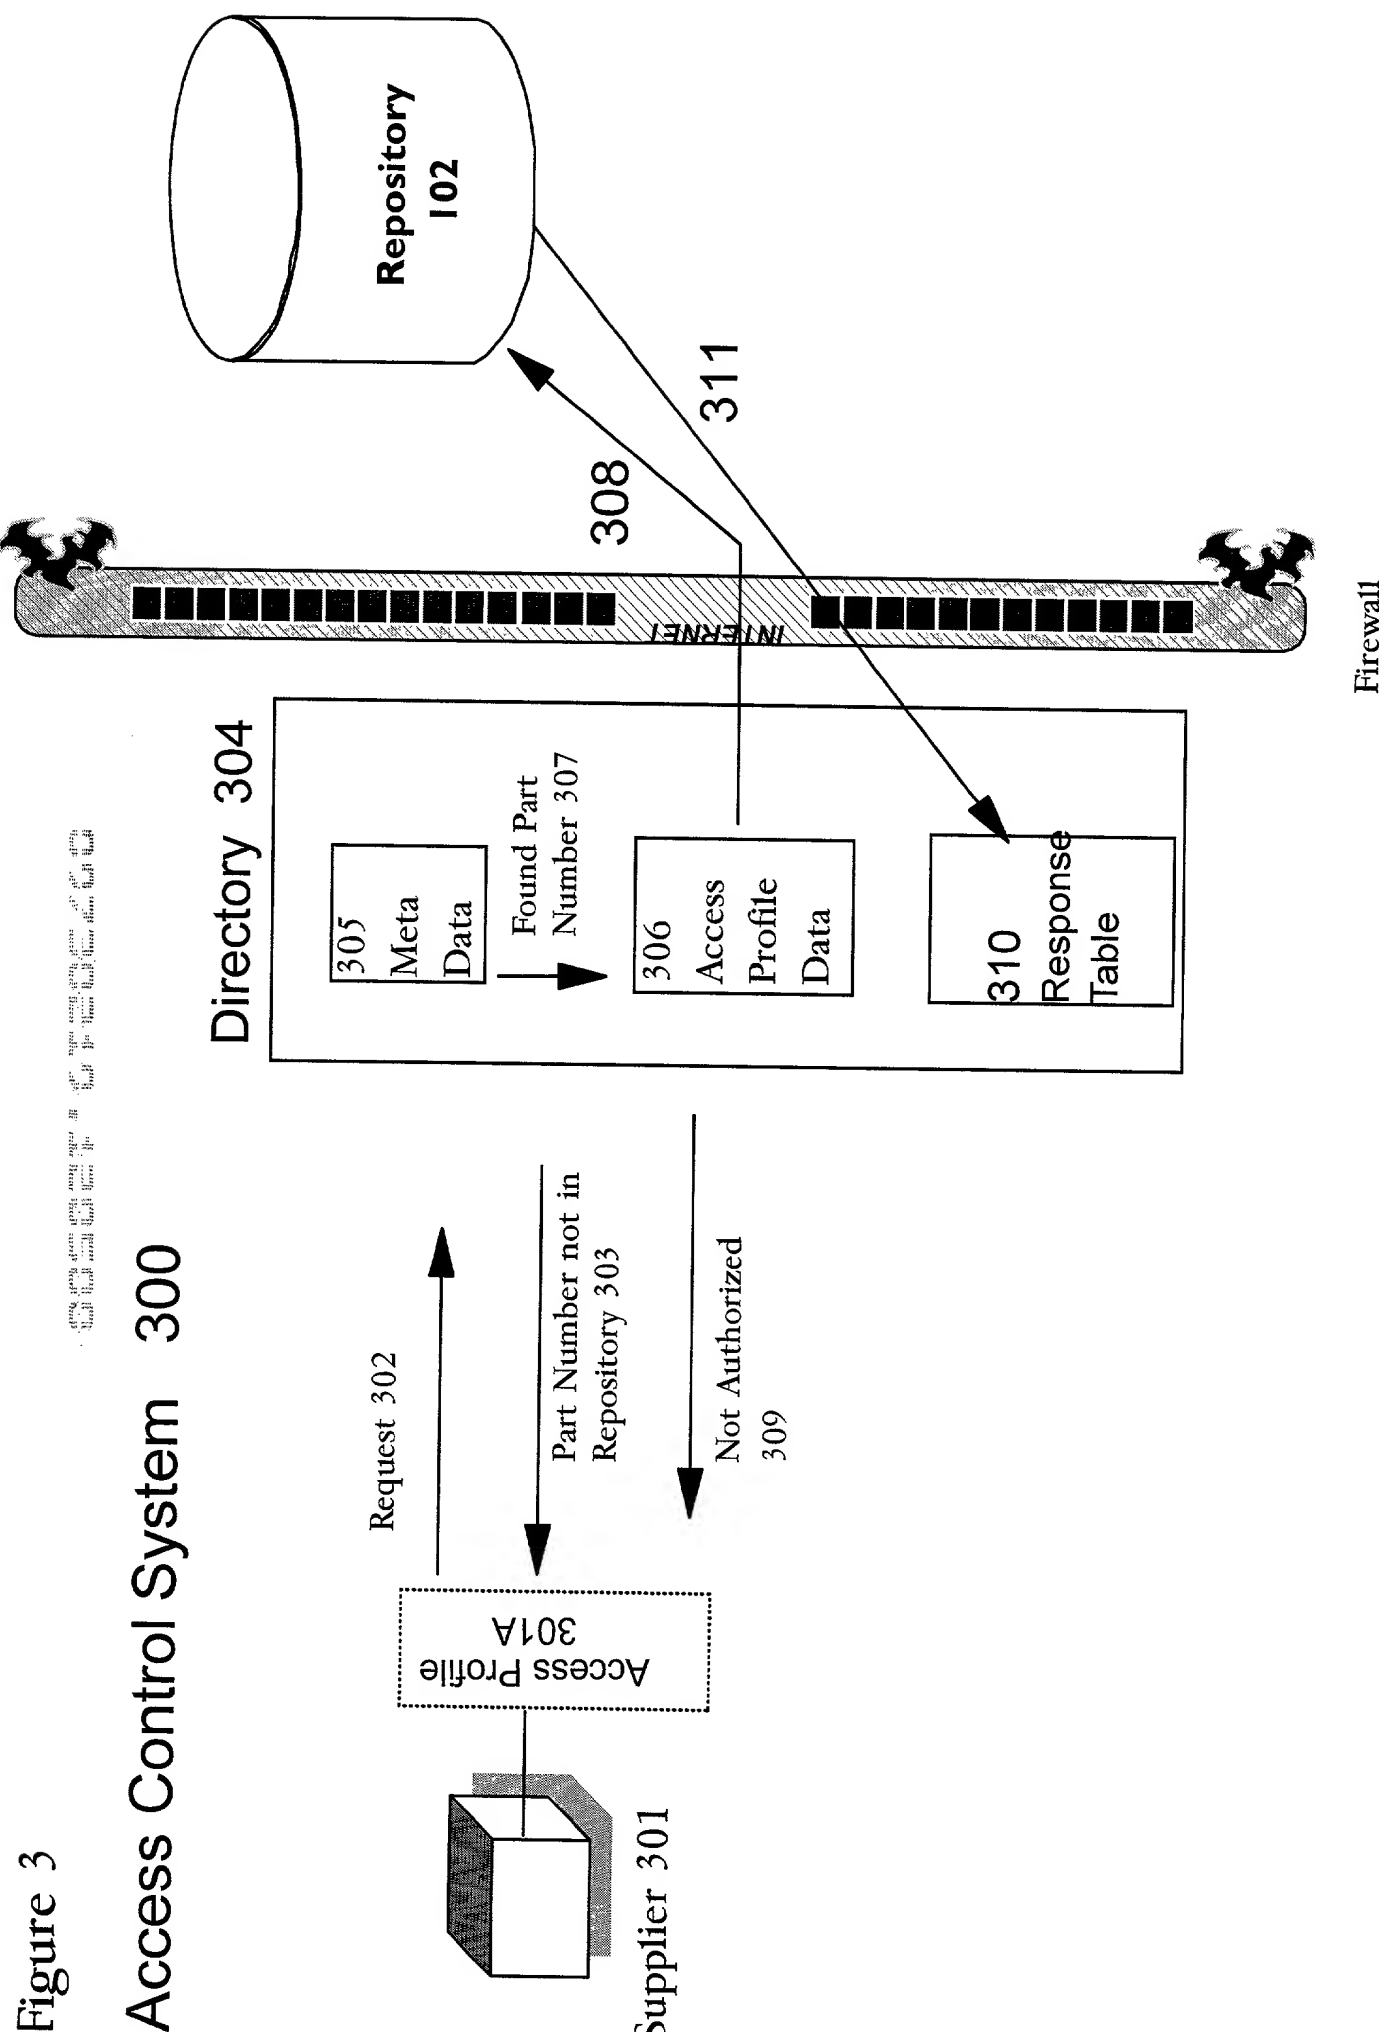 Figure 3
Access Control System 300
Supplier 301
Access Profile
301A
Request 302
Part Number not in
Repository 303
Not Authorized
309
Directory 304
305
Meta
Data
Found Part
Number 307
306
Access
Profile
Data
310
Response
Table
INTERNET
Firewall
308
311
Repository
102